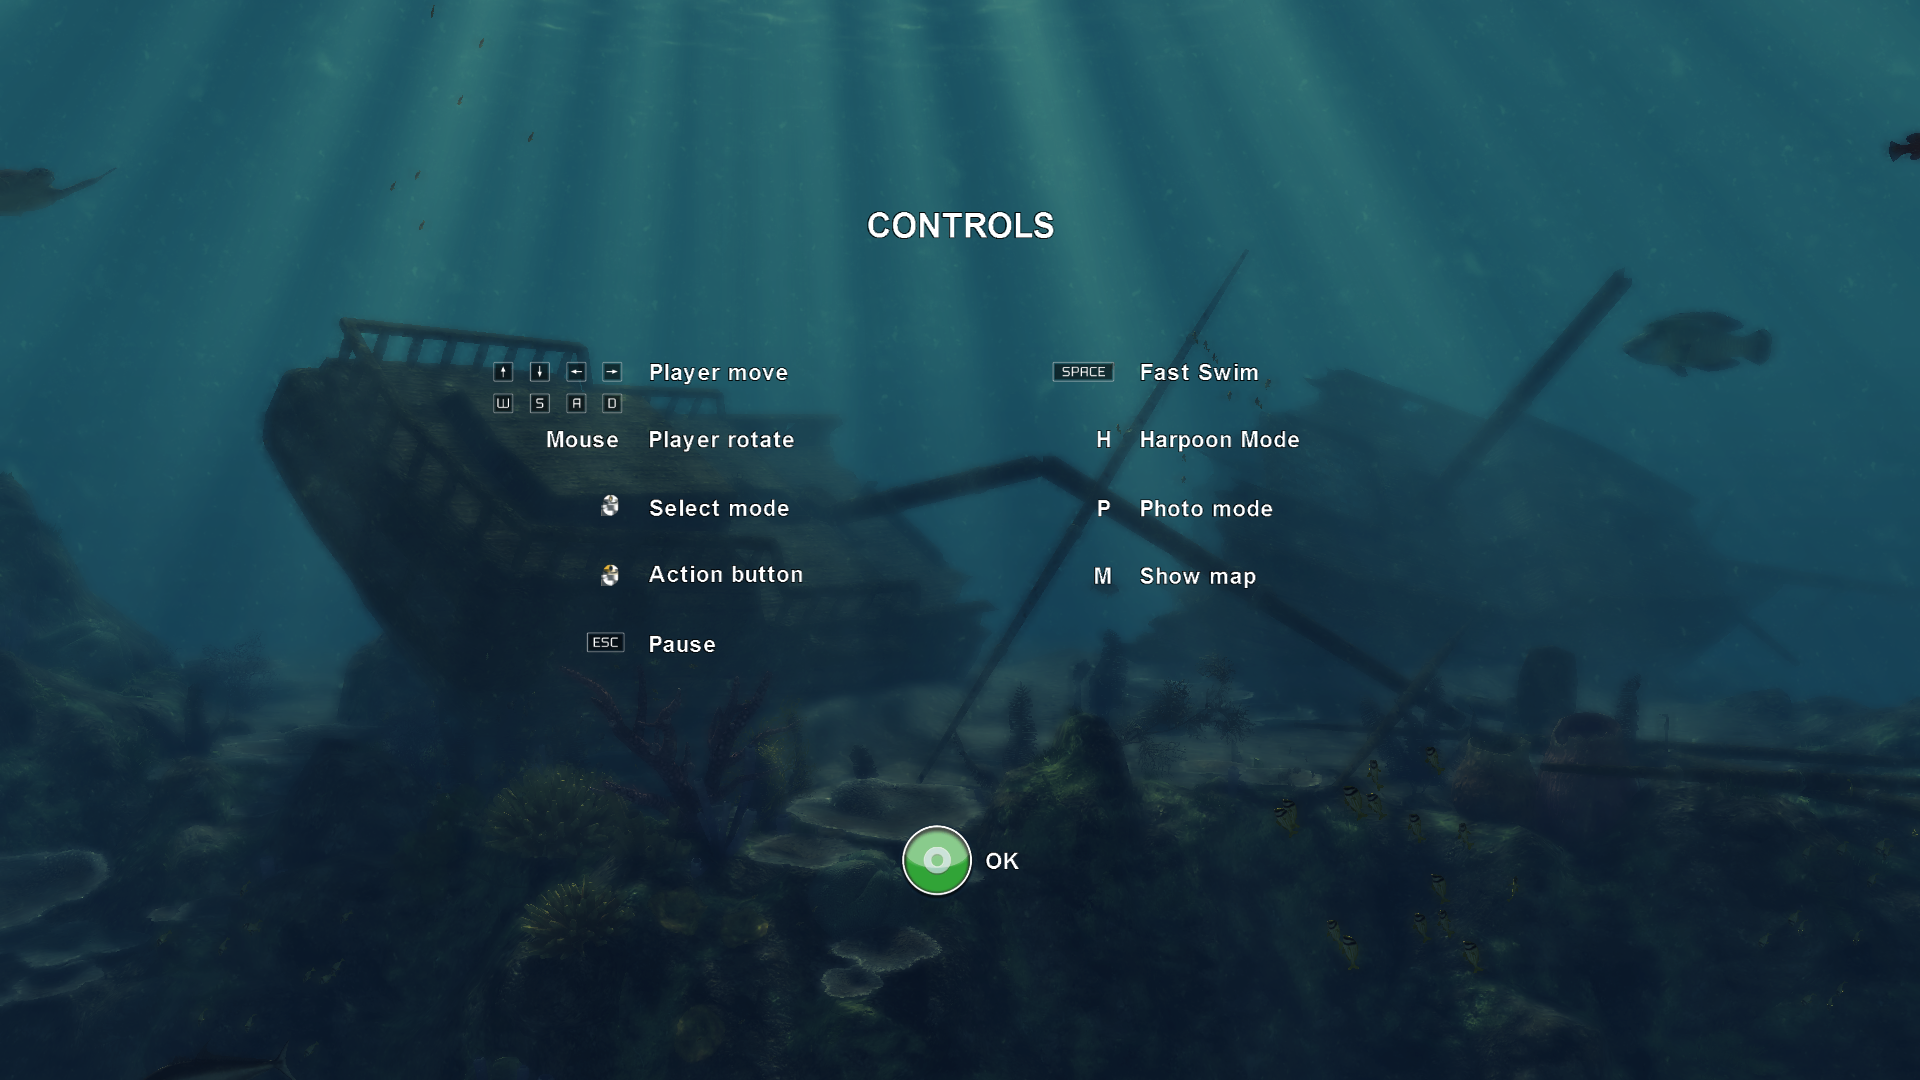 CONTROLS
↑ ↓ ← → Player move
W S A D
Mouse Player rotate
Select mode
Action button
ESC Pause
SPACE Fast Swim
H Harpoon Mode
P Photo mode
M Show map
OK